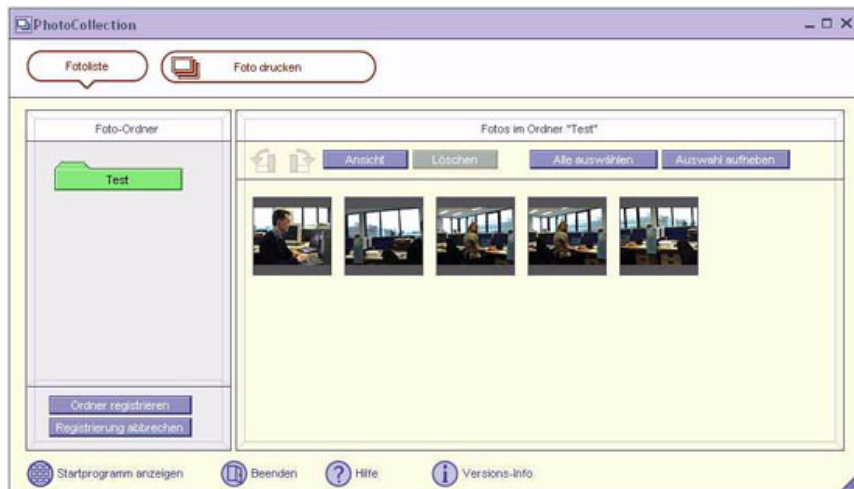 PhotoCollection
Fotoliste
Foto drucken
Foto-Ordner
Test
Ordner registrieren
Registrierung abbrechen
Fotos im Ordner "Test"
Ansicht
Löschen
Alle auswählen
Auswahl aufheben
Startprogramm anzeigen
Beenden
Hilfe
Versions-Info